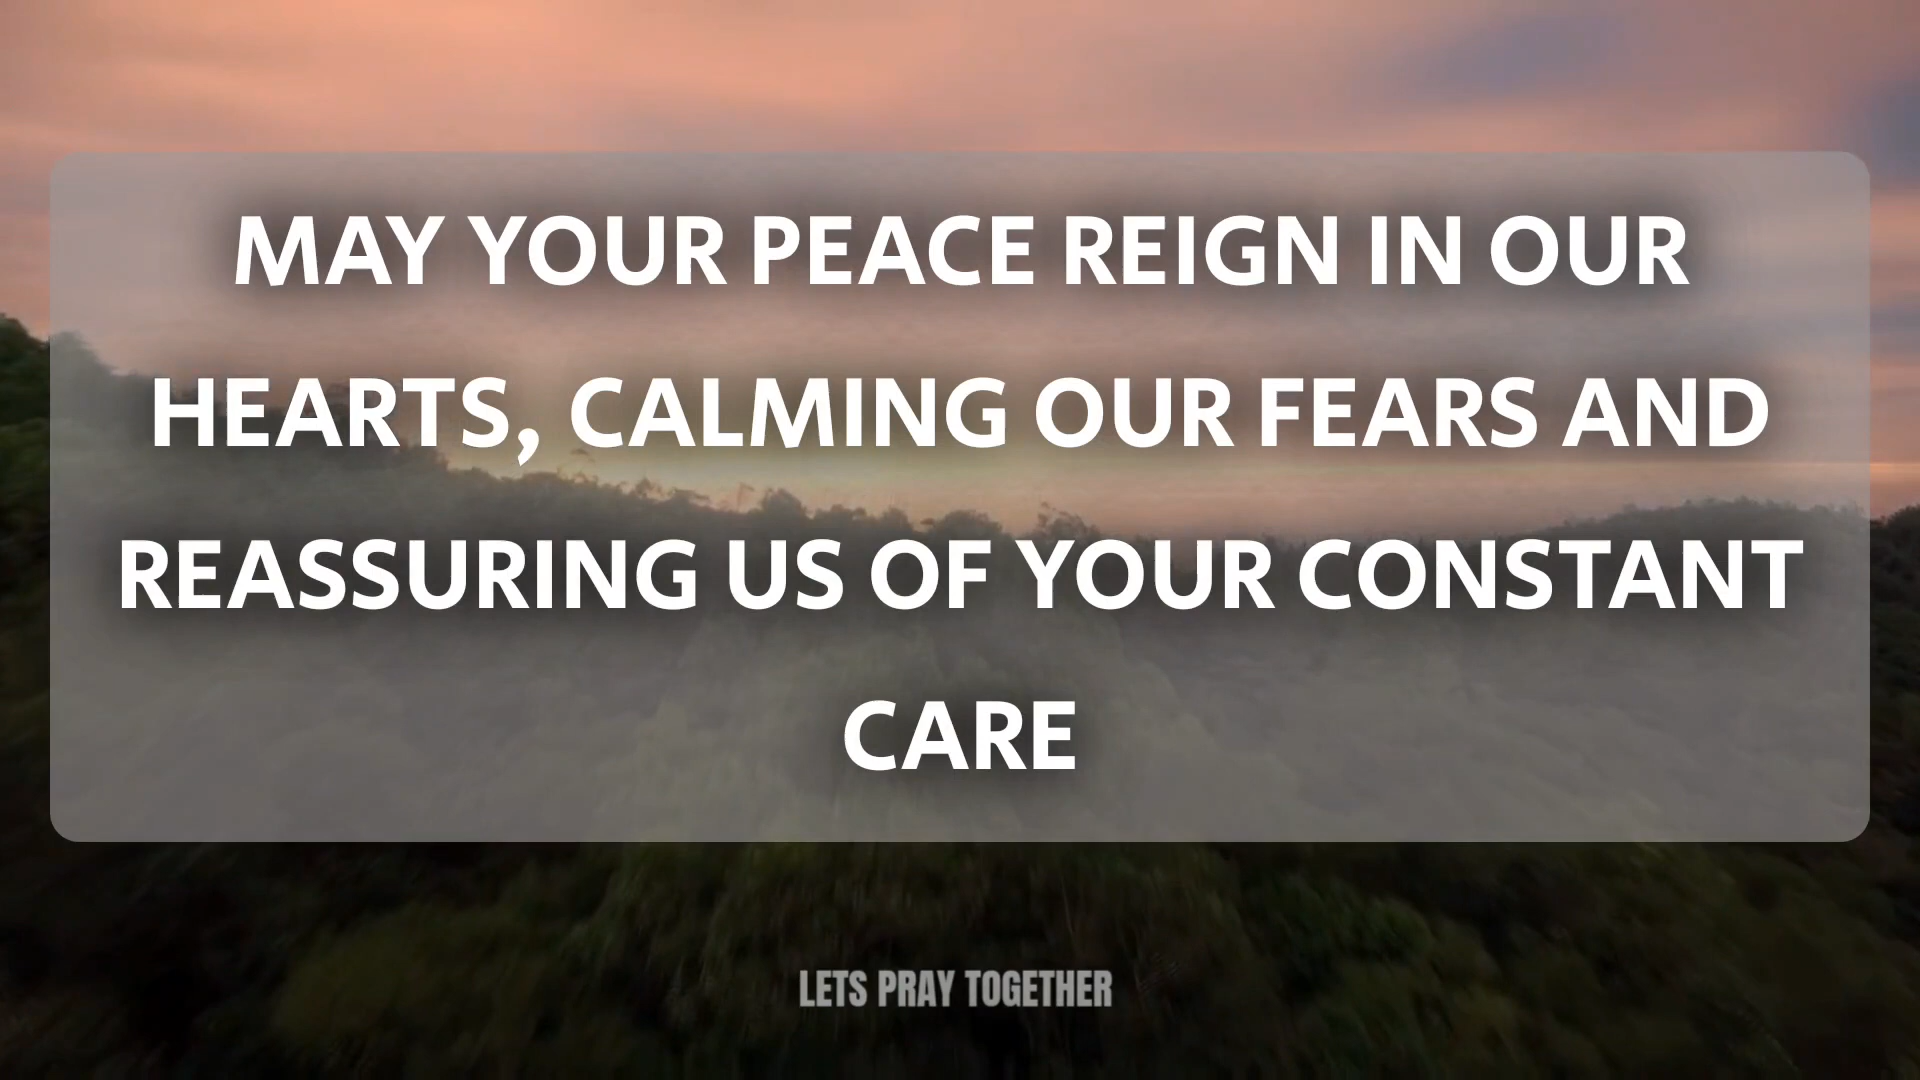 MAY YOUR PEACE REIGN IN OUR
HEARTS, CALMING OUR FEARS AND
REASSURING US OF YOUR CONSTANT
CARE
LETS PRAY TOGETHER